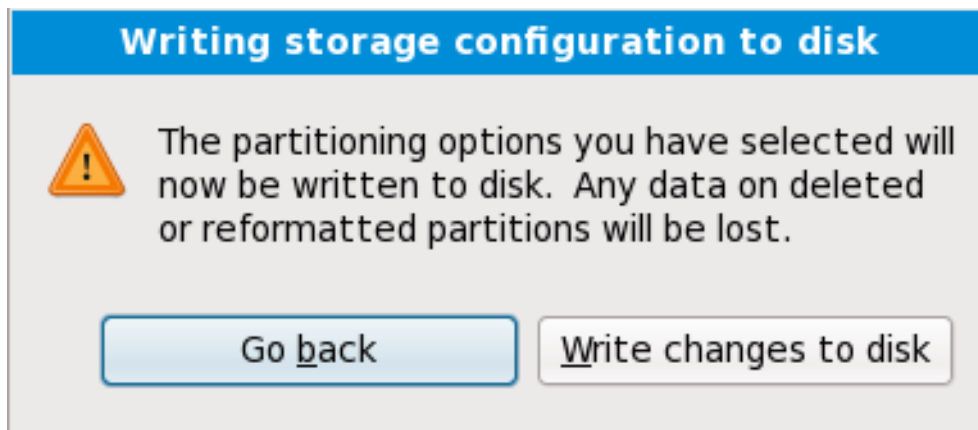 Writing storage configuration to disk
The partitioning options you have selected will
now be written to disk.  Any data on deleted
or reformatted partitions will be lost.
Go back
Write changes to disk